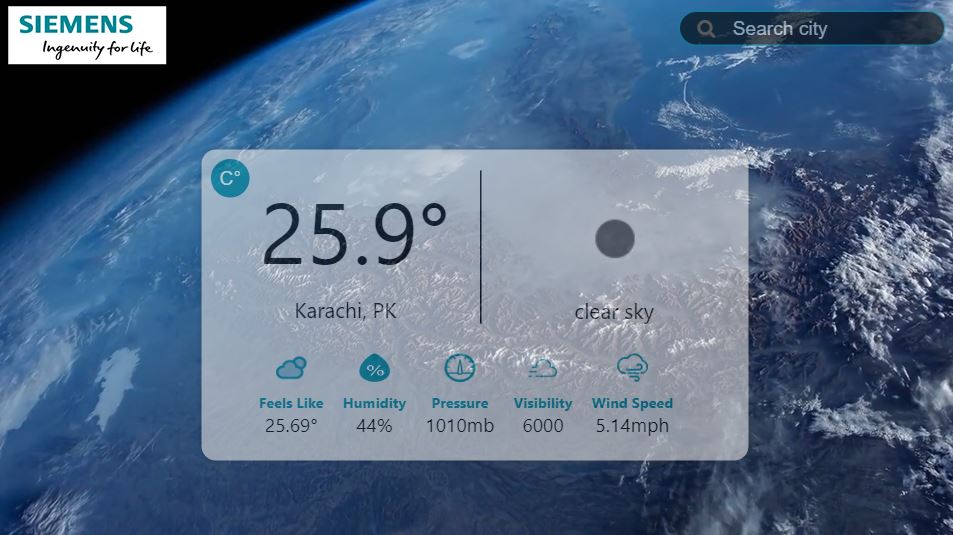 SIEMENS
Ingenuity for life
Search city
C°
25.9°
Karachi, PK
clear sky
%
Feels Like
Humidity
Pressure
Visibility
Wind Speed
25.69°
44%
1010mb
6000
5.14mph